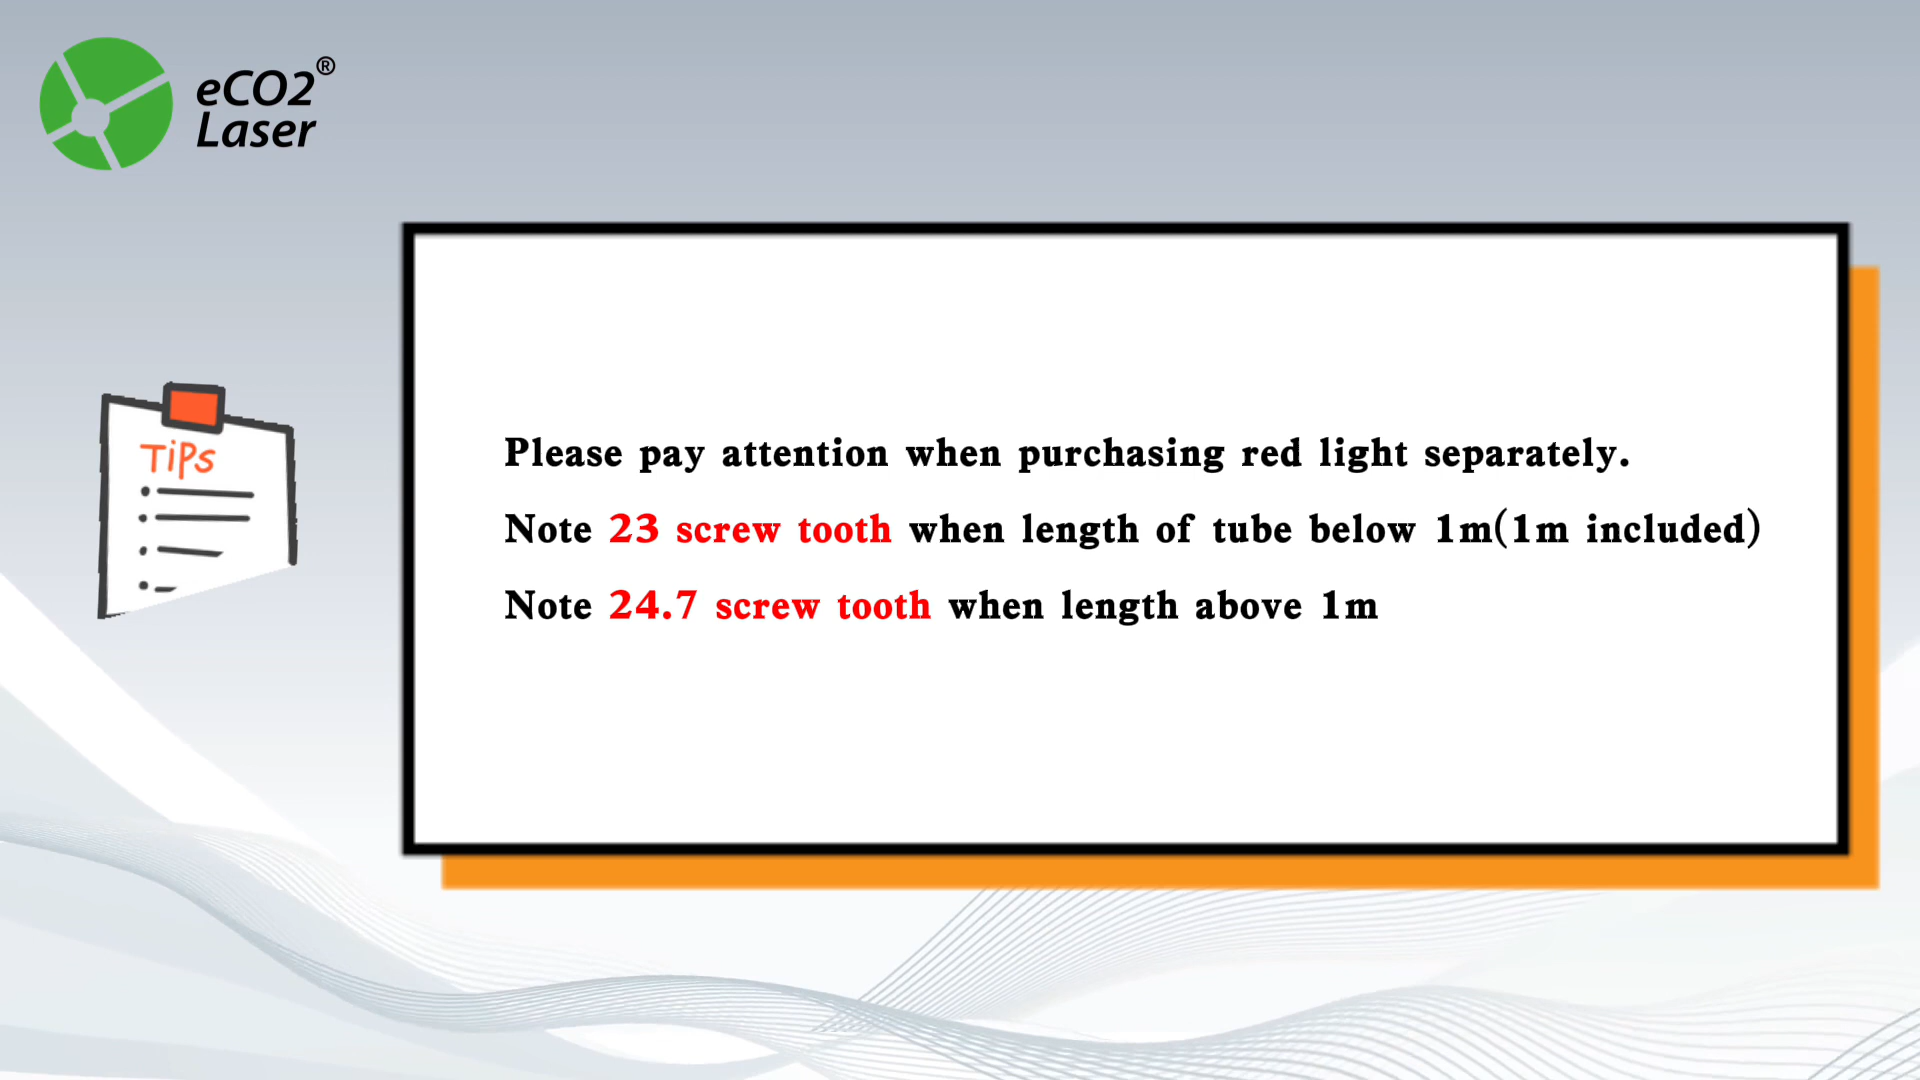 eCO2®
Laser
TiPs
Please pay attention when purchasing red light separately.
Note 23 screw tooth when length of tube below 1m(1m included)
Note 24.7 screw tooth when length above 1m